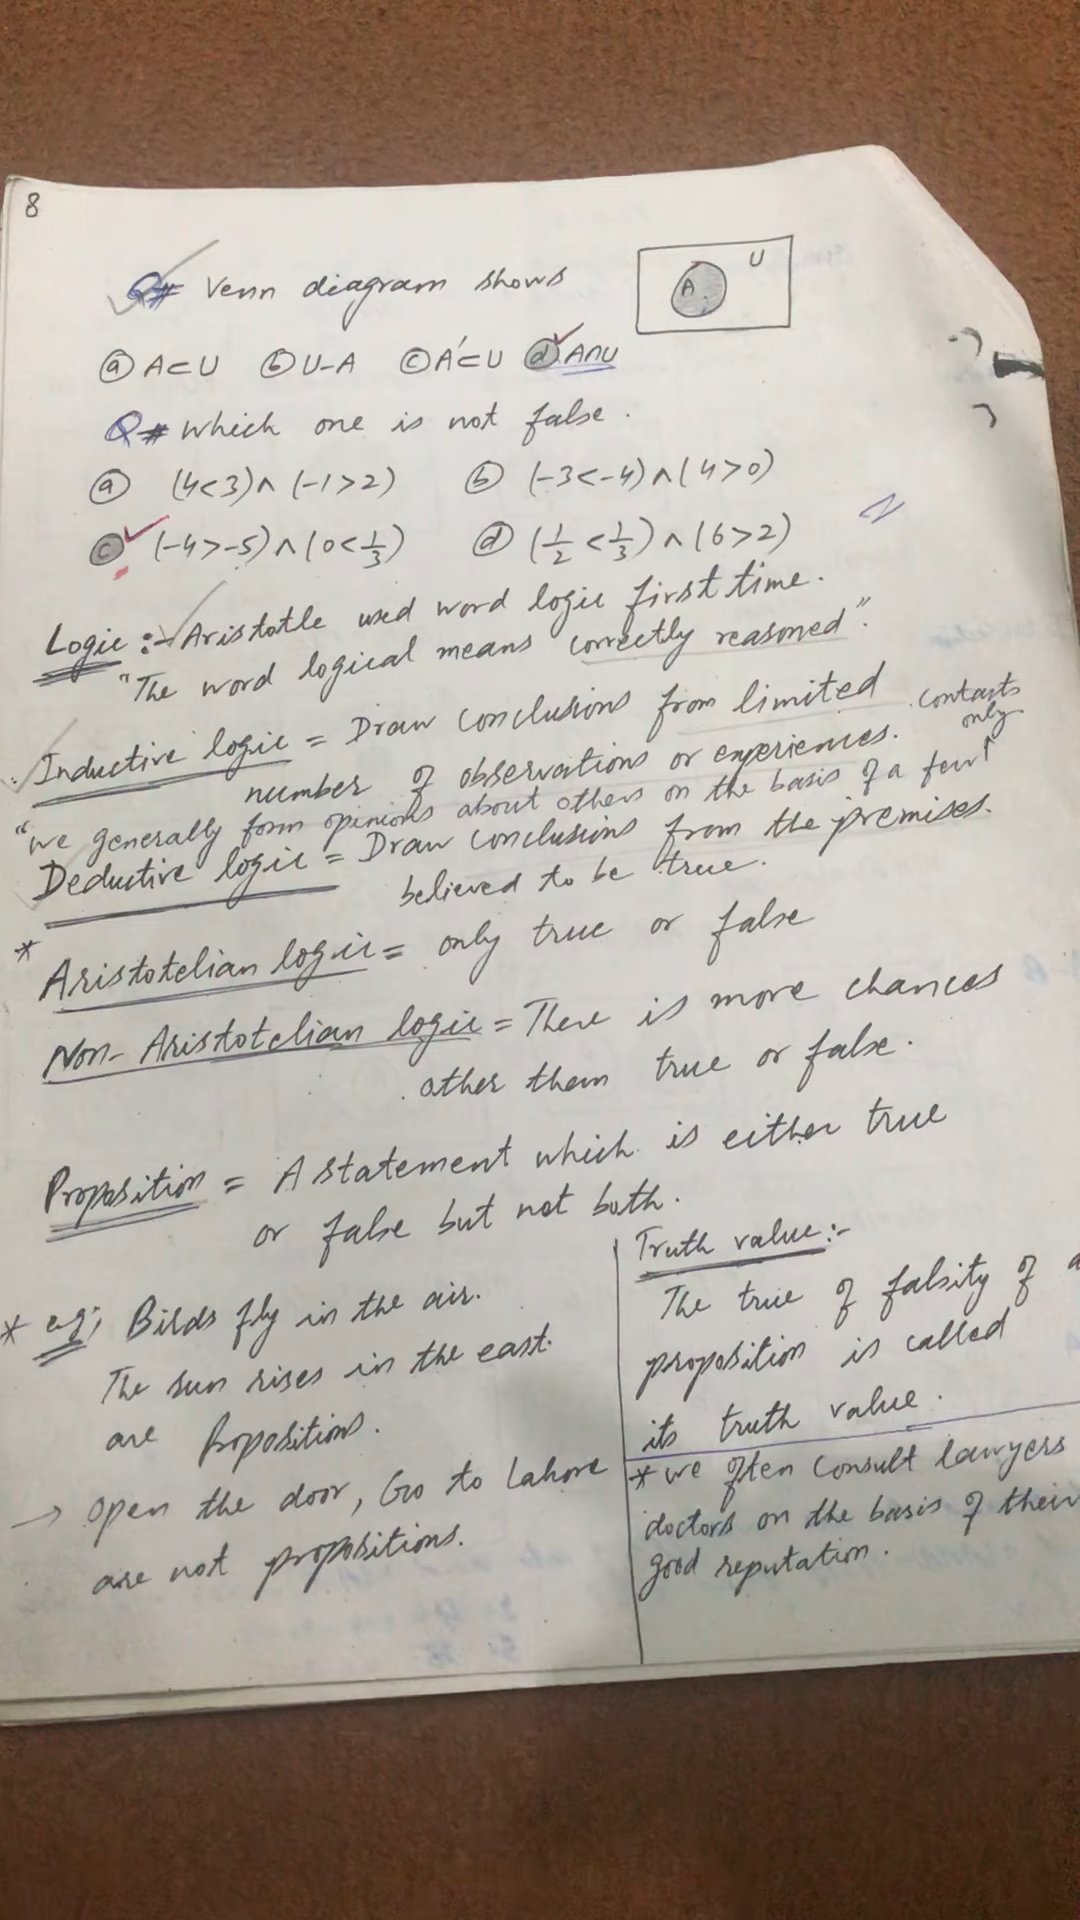 8
Q# Venn diagram shows
U
A
ⓐ A⊂U ⓑ U-A ⓒ A′⊂U ⓓ A∩U
Q# which one is not false.
ⓐ (4<3)∧(-1>2) ⓑ (-3<-4)∧(4>0)
ⓒ (-4>-5)∧(0<1/3) ⓓ (1/2<1/3)∧(6>2)
Logic :- Aristotle used word logic first time.
"The word logical means correctly reasoned".
Inductive logic = Draw conclusions from limited
number of observations or experiences.
contacts
only
"we generally form opinions about others on the basis of a few↑
Deductive logic = Draw conclusions from the premises.
believed to be true.
* Aristotelian logic = only true or false
Non-Aristotelian logic = There is more chances
other them true or false.
Proposition = A statement which is either true
or false but not both.
* e.g; Birds fly in the air.
The sun rises in the east.
are Propositions.
→ Open the door, Go to Lahore
are not propositions.
Truth value:-
The true of falsity of a
proposition is called
its truth value.
* we often consult lawyers
doctors on the basis of their
good reputation.